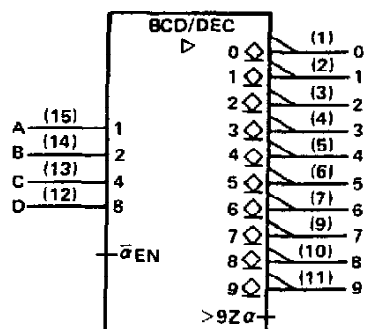 BCD/DEC
▷
0 (1) 0
1 (2) 1
2 (3) 2
A (15) 1 3 (4) 3
B (14) 2 4 (5) 4
C (13) 4 5 (6) 5
D (12) 8 6 (7) 6
7 (9) 7
ᾱEN 8 (10) 8
9 (11) 9
>9Zα